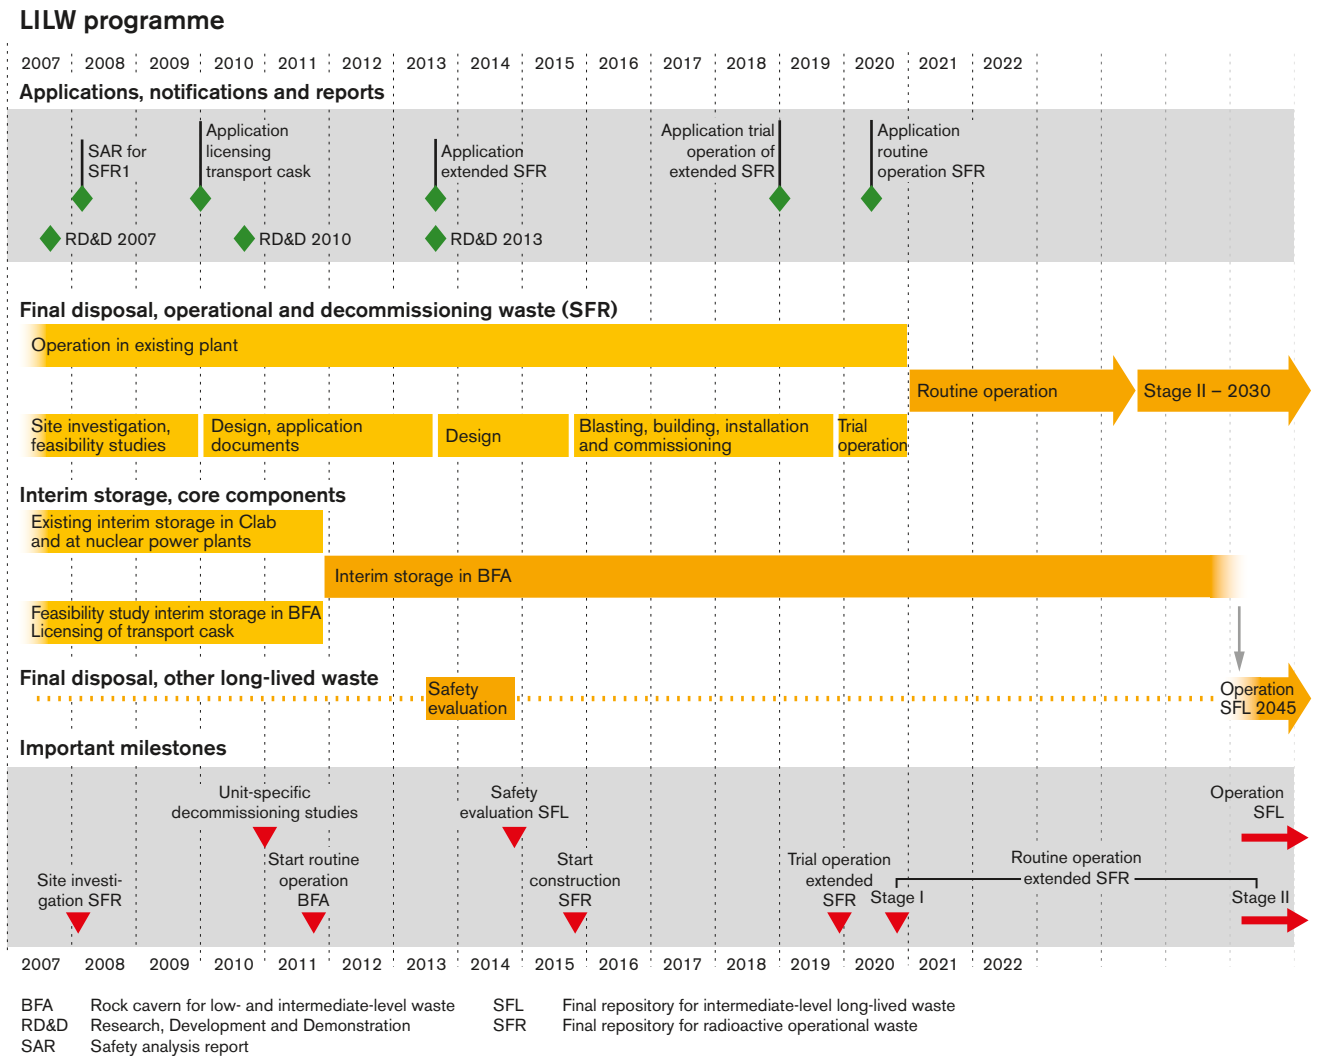 LILW programme
2007 2008 2009 2010 2011 2012 2013 2014 2015 2016 2017 2018 2019 2020 2021 2022
Applications, notifications and reports
SAR for
SFR1
Application
licensing
transport cask
Application
extended SFR
Application trial
operation of
extended SFR
Application
routine
operation SFR
RD&D 2007
RD&D 2010
RD&D 2013
Final disposal, operational and decommissioning waste (SFR)
Operation in existing plant
Routine operation
Stage II – 2030
Site investigation,
feasibility studies
Design, application
documents
Design
Blasting, building, installation
and commissioning
Trial
operation
Interim storage, core components
Existing interim storage in Clab
and at nuclear power plants
Interim storage in BFA
Feasibility study interim storage in BFA
Licensing of transport cask
Final disposal, other long-lived waste
Safety
evaluation
Operation
SFL 2045
Important milestones
Unit-specific
decommissioning studies
Safety
evaluation SFL
Operation
SFL
Site investi-
gation SFR
Start routine
operation
BFA
Start
construction
SFR
Trial operation
extended
SFR
Stage I
Routine operation
extended SFR
Stage II
2007 2008 2009 2010 2011 2012 2013 2014 2015 2016 2017 2018 2019 2020 2021 2022
BFA Rock cavern for low- and intermediate-level waste
RD&D Research, Development and Demonstration
SAR Safety analysis report
SFL Final repository for intermediate-level long-lived waste
SFR Final repository for radioactive operational waste